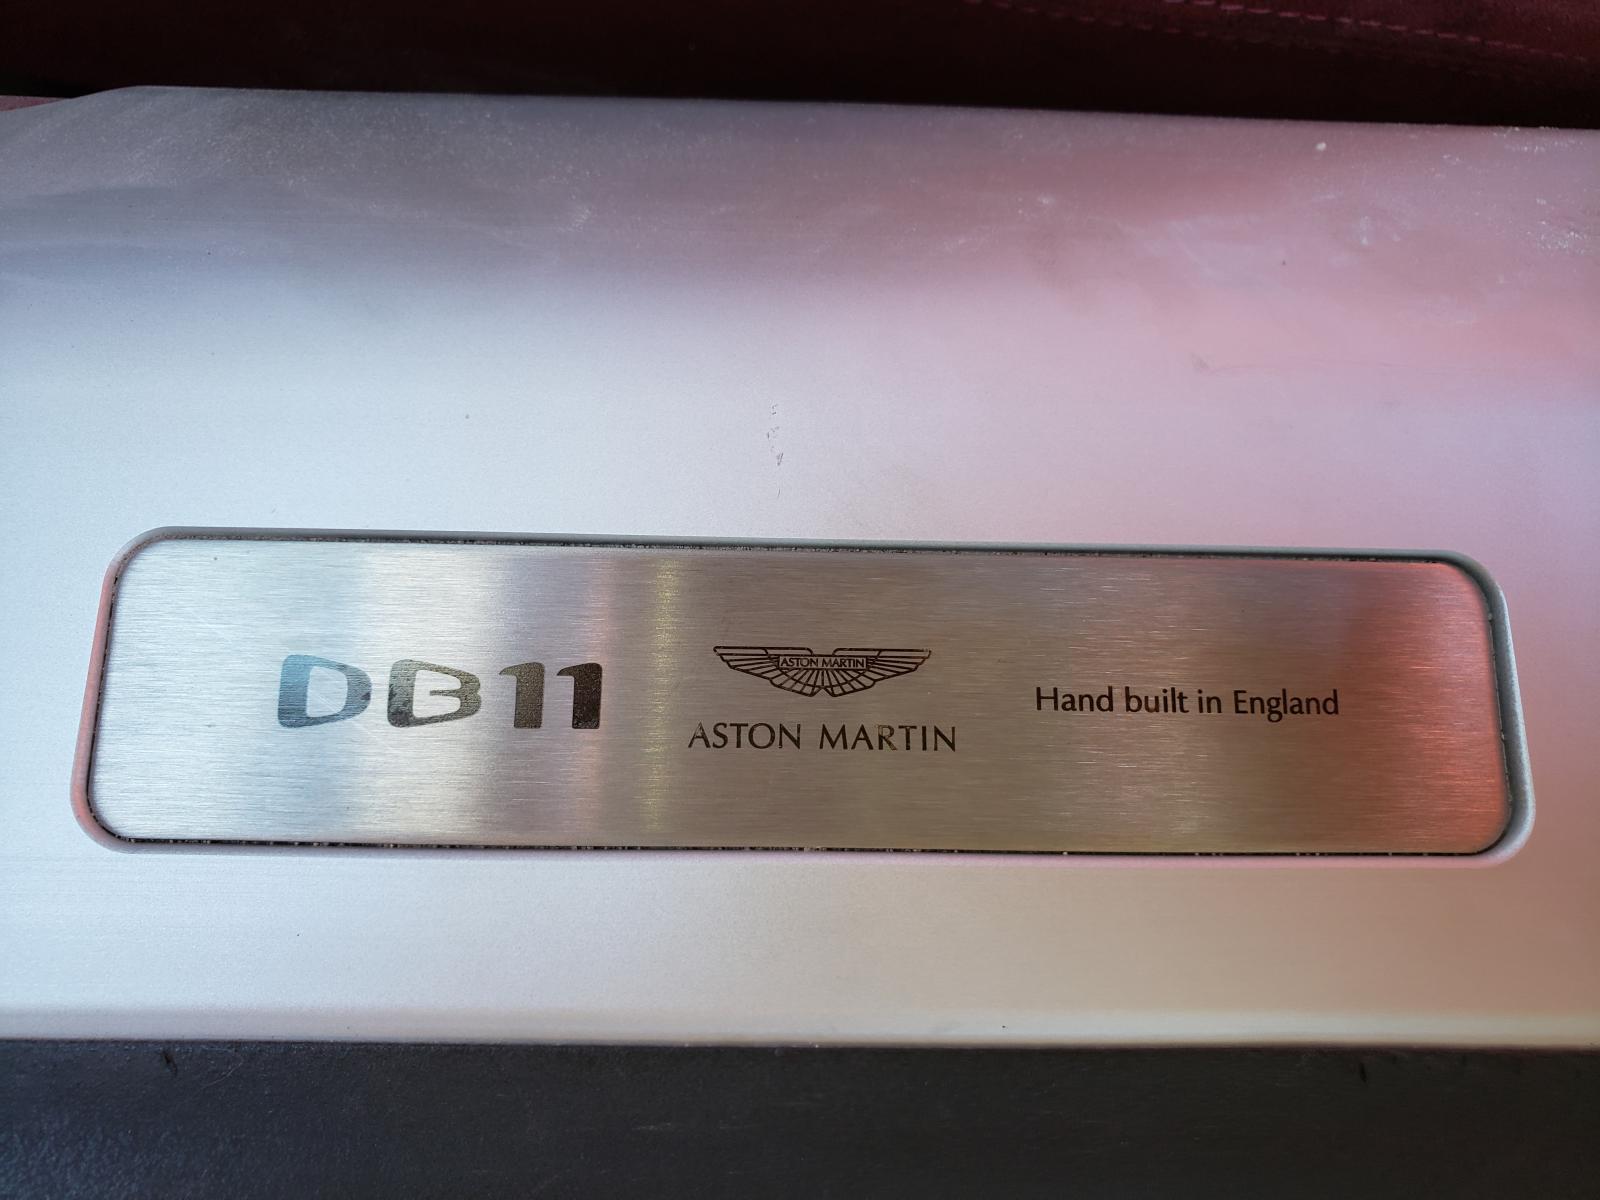 DB11
ASTON MARTIN
ASTON MARTIN
Hand built in England